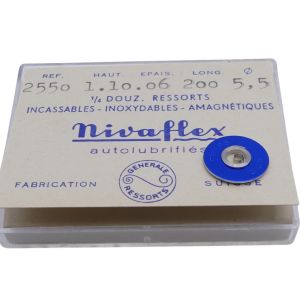 REF. HAUT. EPAIS. LONG. Ø
2550 1.10.06 200 5,5
¼ DOUZ. RESSORTS
INCASSABLES - INOXYDABLES - AMAGNÉTIQUES
Nivaflex
autolubrifiés
GENERALE RESSORTS
FABRICATION SUISSE